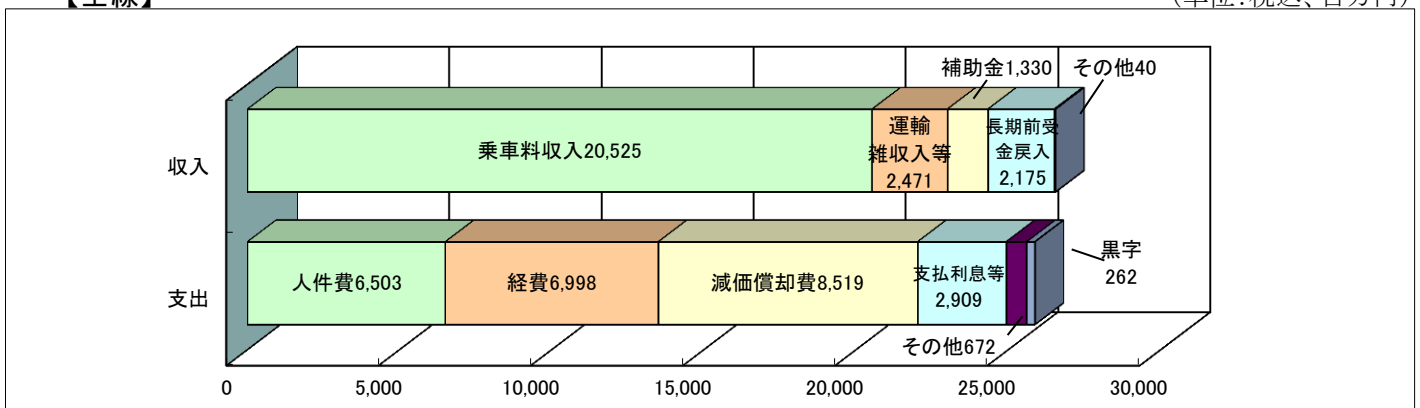 【全線】
(単位:税込、百万円)
補助金1,330
その他40
収入
乗車料収入20,525
運輸
雑収入等
2,471
長期前受
金戻入
2,175
支出
人件費6,503
経費6,998
減価償却費8,519
支払利息等
2,909
その他672
黒字
262
0
5,000
10,000
15,000
20,000
25,000
30,000